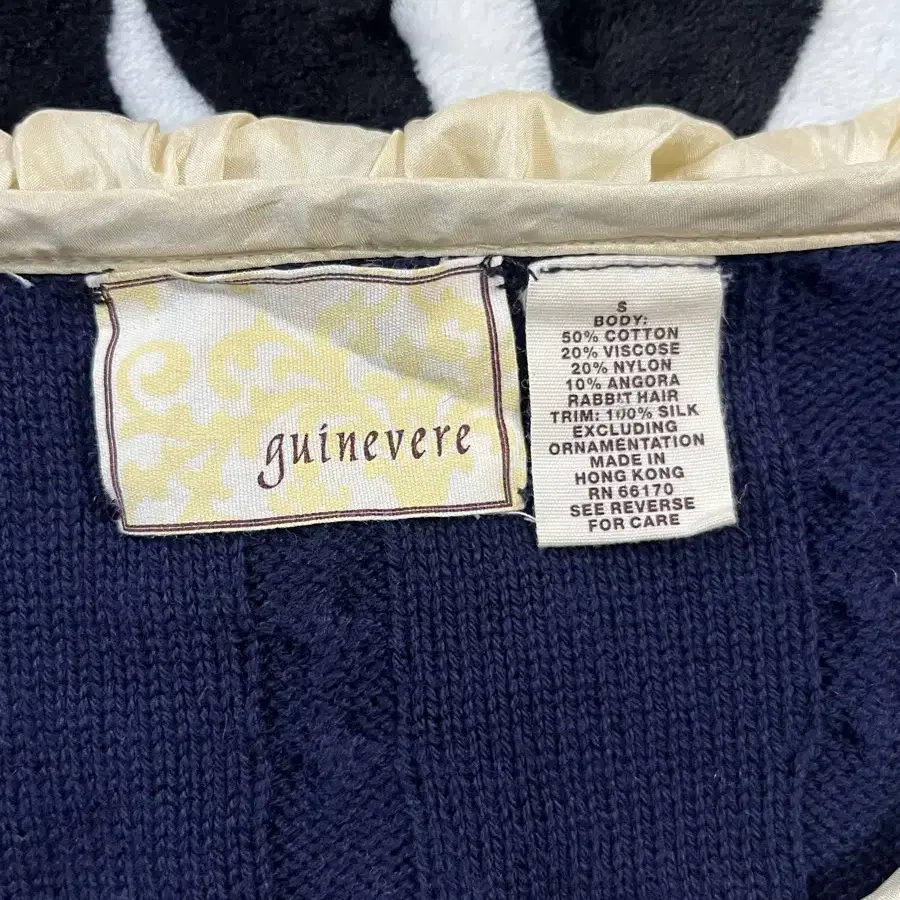 guinevere
S
BODY:
50% COTTON
20% VISCOSE
20% NYLON
10% ANGORA
RABBIT HAIR
TRIM: 100% SILK
EXCLUDING
ORNAMENTATION
MADE IN
HONG KONG
RN 66170
SEE REVERSE
FOR CARE